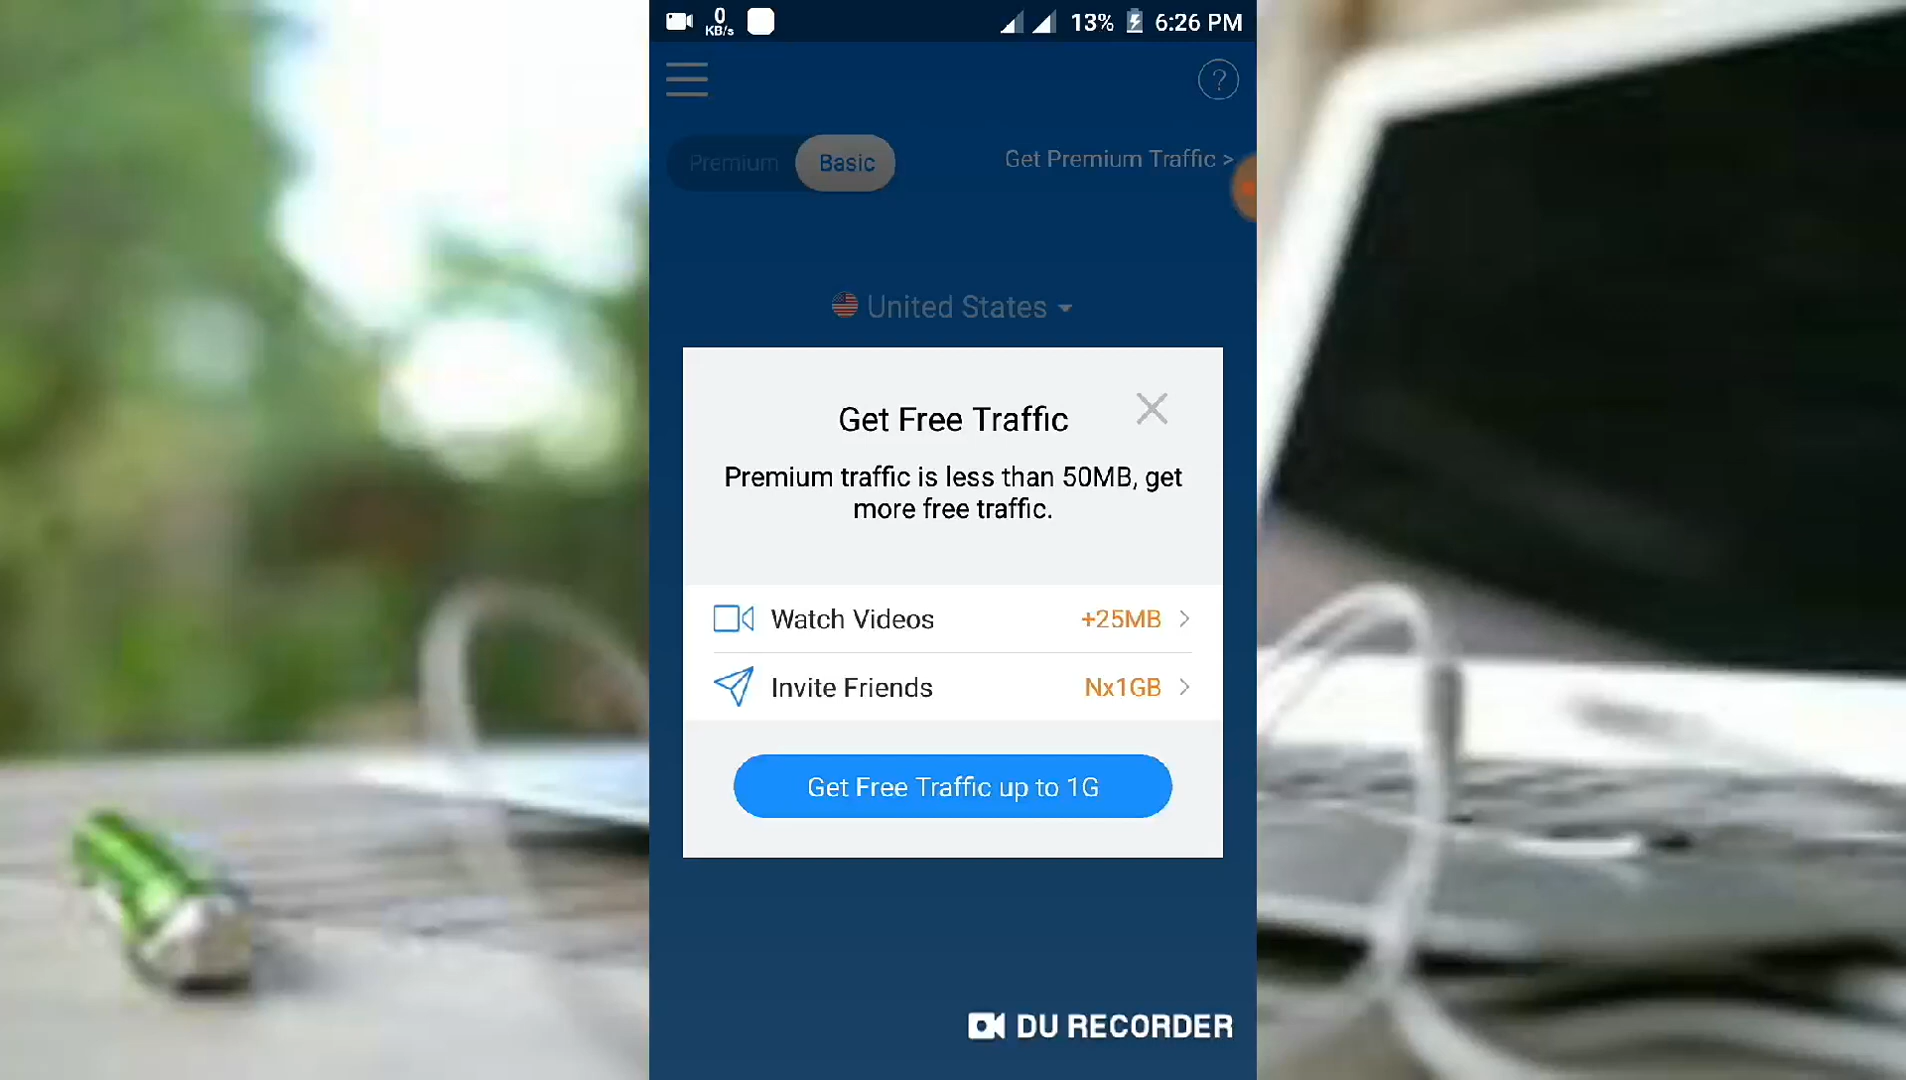 0
KB/s
13% 6:26 PM
?
Premium Basic Get Premium Traffic >
United States
Get Free Traffic
Premium traffic is less than 50MB, get
more free traffic.
Watch Videos +25MB
Invite Friends Nx1GB
Get Free Traffic up to 1G
DU RECORDER